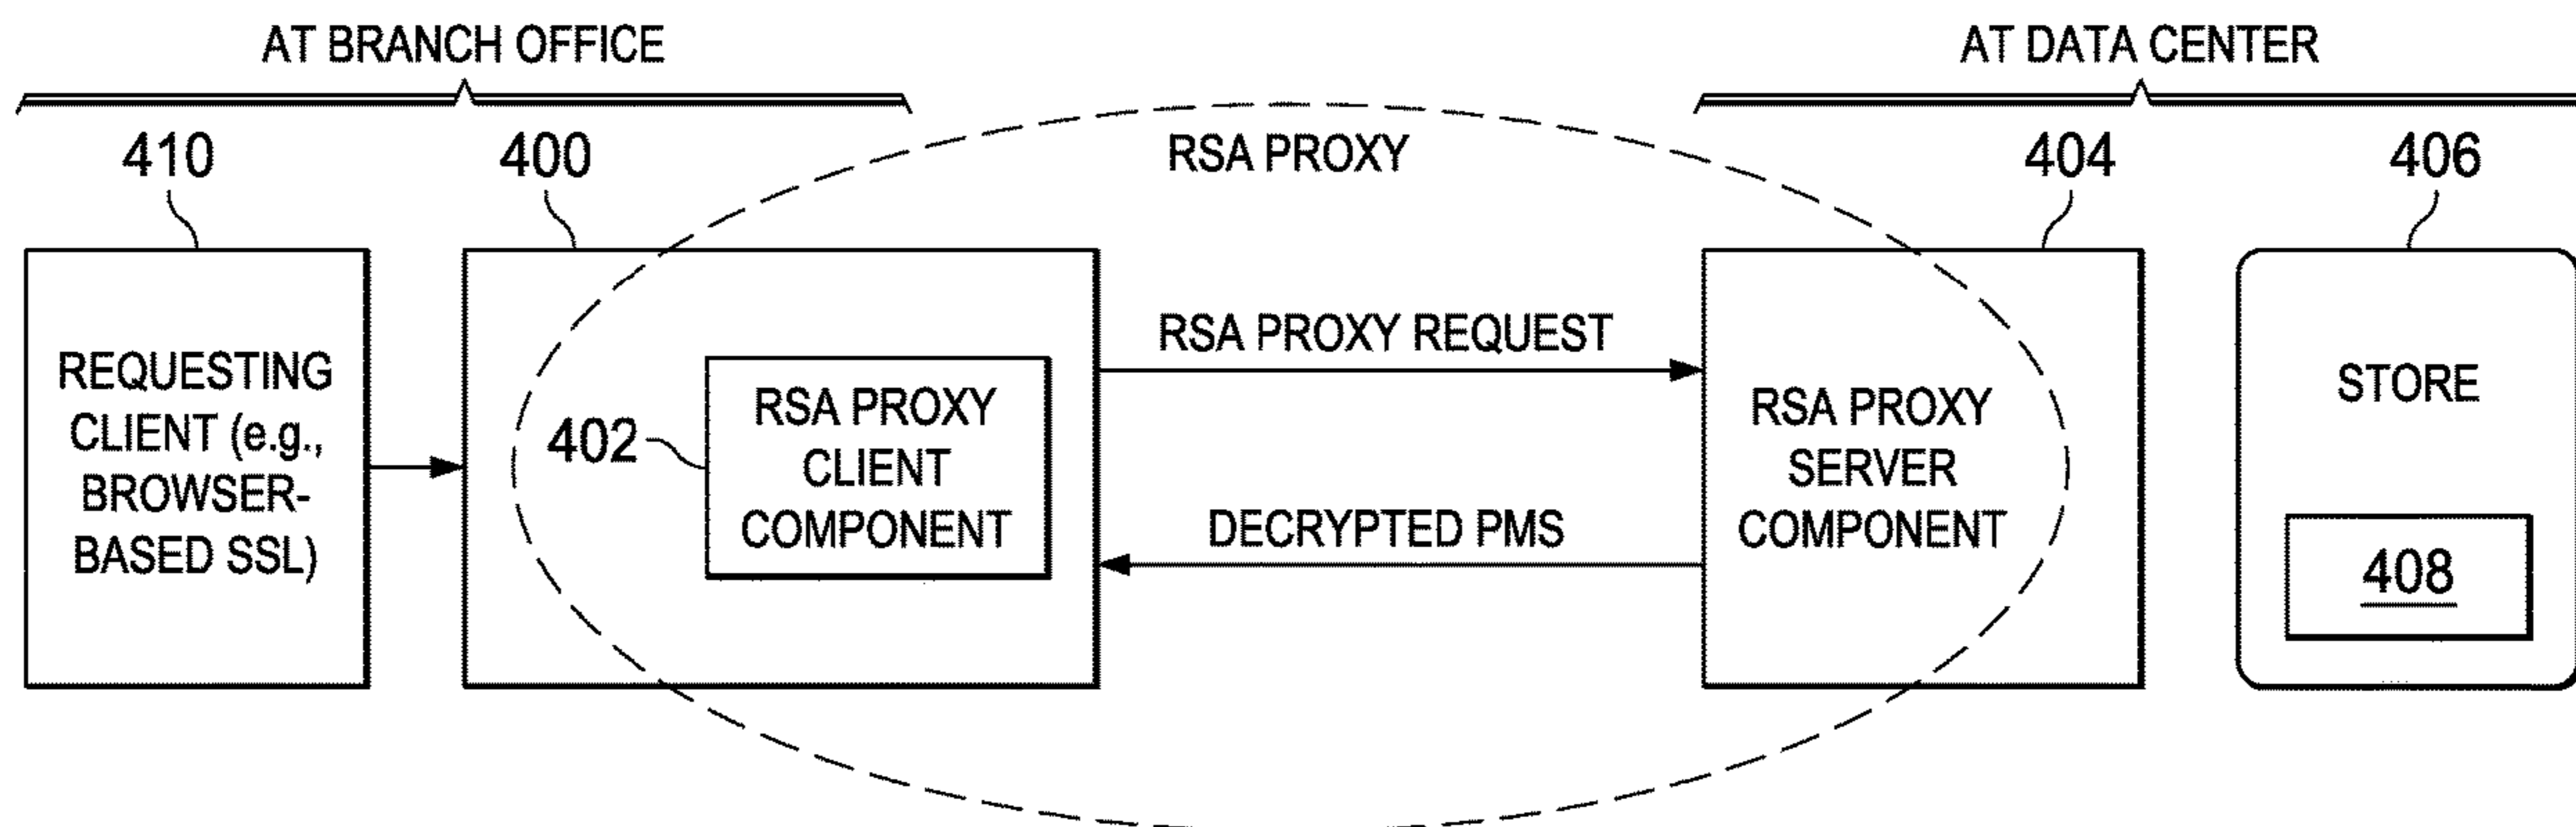 AT BRANCH OFFICE
AT DATA CENTER
410
400
RSA PROXY
404
406
REQUESTING
CLIENT (e.g.,
BROWSER-
BASED SSL)
402
RSA PROXY
CLIENT
COMPONENT
RSA PROXY REQUEST
DECRYPTED PMS
RSA PROXY
SERVER
COMPONENT
STORE
408